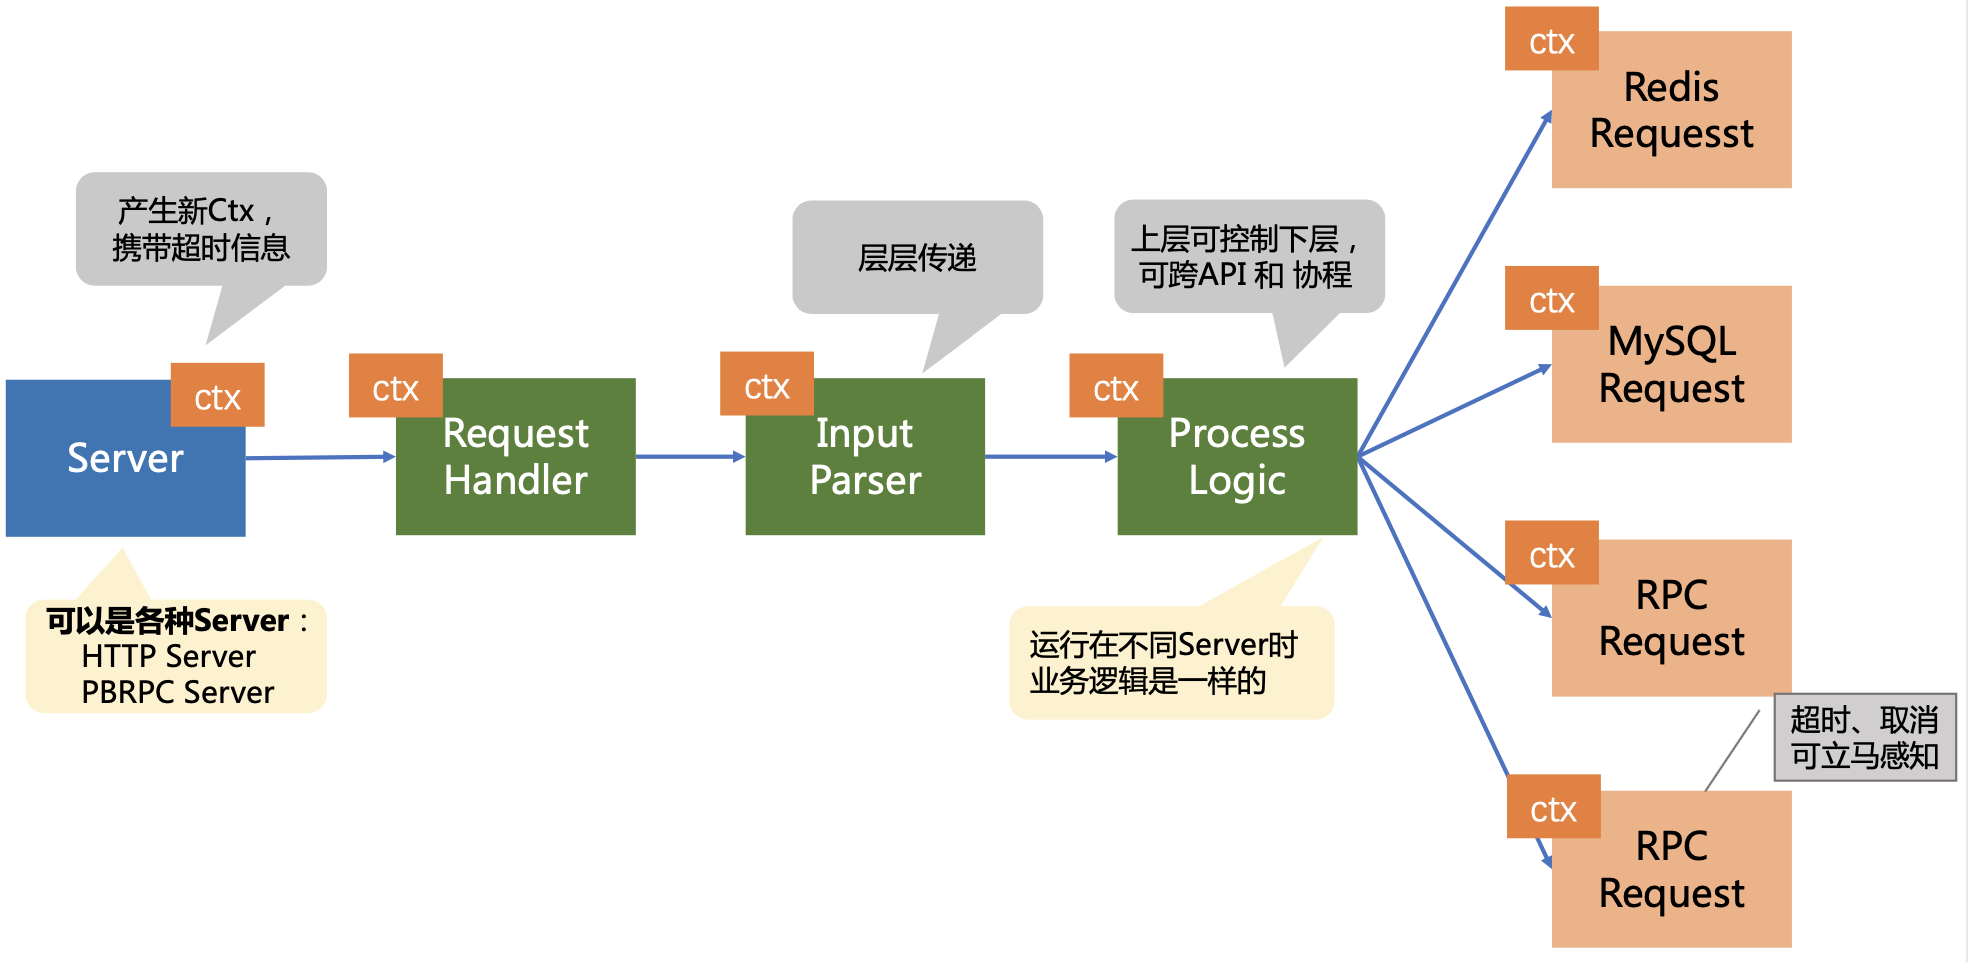 产生新Ctx，
携带超时信息
ctx
Server
可以是各种Server：
HTTP Server
PBRPC Server
ctx
Request
Handler
层层传递
ctx
Input
Parser
上层可控制下层，
可跨API 和 协程
ctx
Process
Logic
运行在不同Server时
业务逻辑是一样的
ctx
Redis
Requesst
ctx
MySQL
Request
ctx
RPC
Request
超时、取消
可立马感知
ctx
RPC
Request